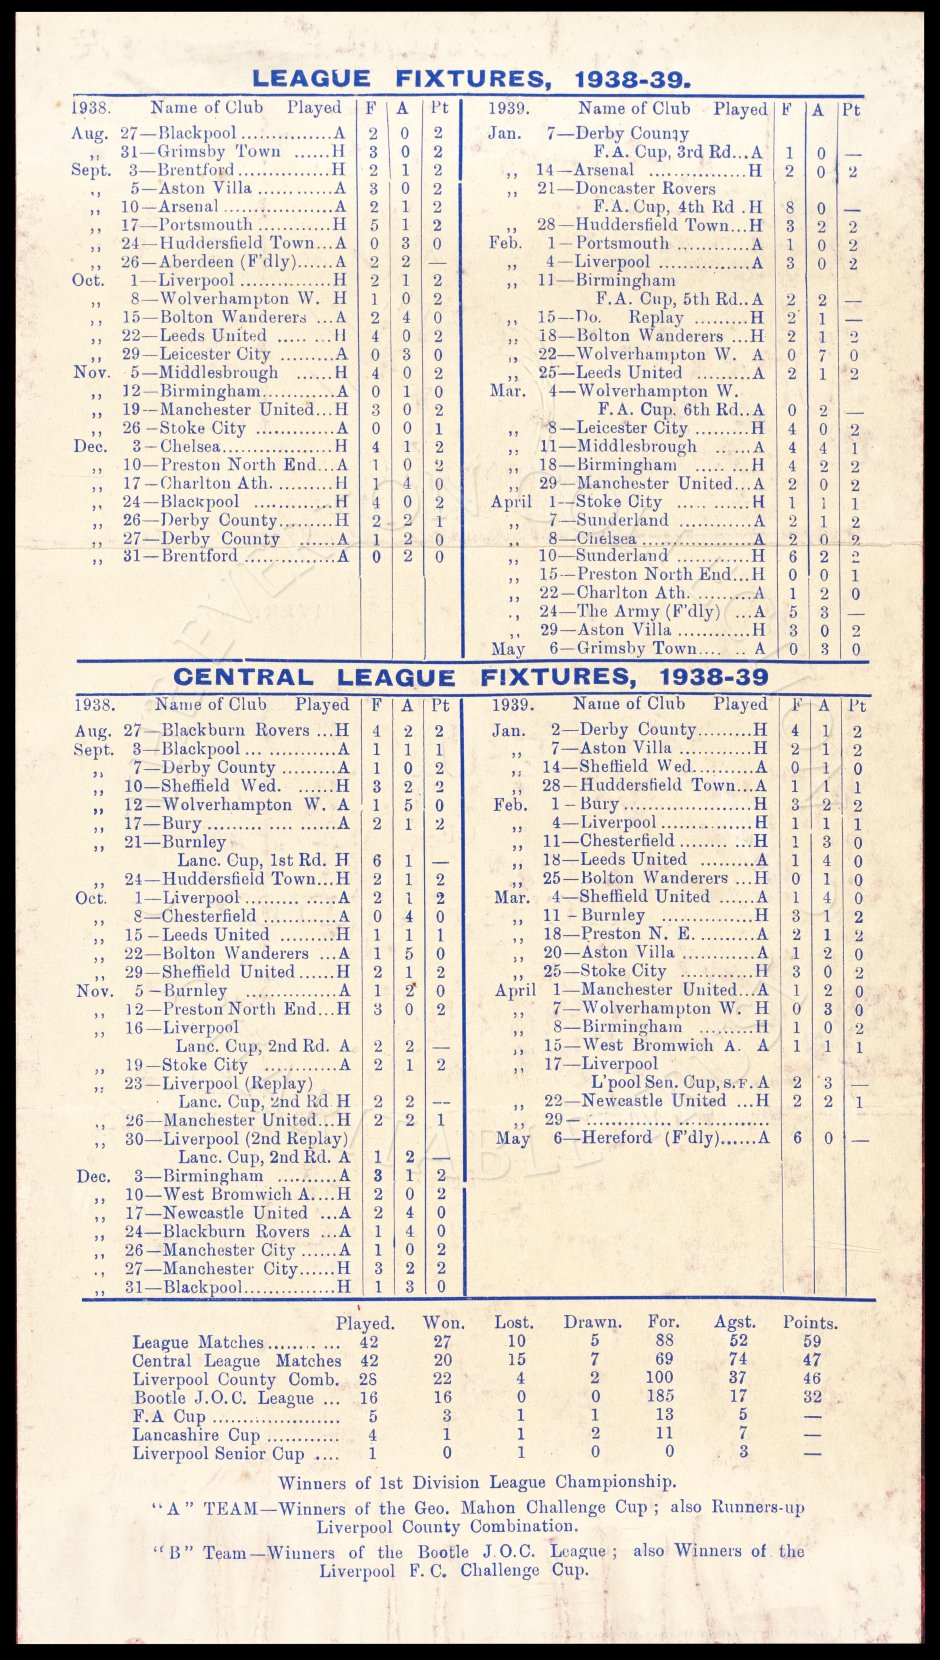 LEAGUE FIXTURES, 1938-39.
1938. Name of Club Played F A Pt
Aug. 27—Blackpool ............... A 2 0 2
,, 31—Grimsby Town ...... H 3 0 2
Sept. 3—Brentford ............... H 2 1 2
,, 5—Aston Villa ............ A 3 0 2
,, 10—Arsenal .................. A 2 1 2
,, 17—Portsmouth ............ H 5 1 2
,, 24—Huddersfield Town... A 0 3 0
,, 26—Aberdeen (F'dly)...... A 2 2 —
Oct. 1—Liverpool ............... H 2 1 2
,, 8—Wolverhampton W. H 1 0 2
,, 15—Bolton Wanderers ... A 2 4 0
,, 22—Leeds United ..... ... H 4 0 2
,, 29—Leicester City ......... A 0 3 0
Nov. 5—Middlesbrough ...... H 4 0 2
,, 12—Birmingham............ A 0 1 0
,, 19—Manchester United... H 3 0 2
,, 26—Stoke City ............. A 0 0 1
Dec. 3—Chelsea.................. H 4 1 2
,, 10—Preston North End... A 1 0 2
,, 17—Charlton Ath. ......... H 1 4 0
,, 24—Blackpool ............. H 4 0 2
,, 26—Derby County......... H 2 2 1
,, 27—Derby County ...... A 1 2 0
,, 31—Brentford ............... A 0 2 0
1939. Name of Club Played F A Pt
Jan. 7—Derby County
F.A. Cup, 3rd Rd... A 1 0 —
,, 14—Arsenal ................ H 2 0 2
,, 21—Doncaster Rovers
F.A. Cup, 4th Rd . H 8 0 —
,, 28—Huddersfield Town... H 3 2 2
Feb. 1—Portsmouth ............ A 1 0 2
,, 4—Liverpool ............... A 3 0 2
,, 11—Birmingham
F.A. Cup, 5th Rd.. A 2 2 —
,, 15—Do. Replay ......... H 2 1 —
,, 18—Bolton Wanderers ... H 2 1 2
,, 22—Wolverhampton W. A 0 7 0
,, 25—Leeds United .......... A 2 1 2
Mar. 4—Wolverhampton W.
F.A. Cup. 6th Rd.. A 0 2 —
,, 8—Leicester City ......... H 4 0 2
,, 11—Middlesbrough ...... A 4 4 1
,, 18—Birmingham ..... ... H 4 2 2
,, 29—Manchester United... A 2 0 2
April 1—Stoke City ..... ...... H 1 1 1
,, 7—Sunderland ............ A 2 1 2
,, 8—Chelsea .................. A 2 0 2
,, 10—Sunderland ............ H 6 2 2
,, 15—Preston North End... H 0 0 1
,, 22—Charlton Ath. ......... A 1 2 0
., 24—The Army (F'dly) ... A 5 3 —
,, 29—Aston Villa ............ H 3 0 2
May 6—Grimsby Town.... .. A 0 3 0
CENTRAL LEAGUE FIXTURES, 1938-39
1938. Name of Club Played F A Pt
Aug. 27—Blackburn Rovers ... H 4 2 2
Sept. 3—Blackpool ... ............ A 1 1 1
,, 7—Derby County ......... A 1 0 2
,, 10—Sheffield Wed. ...... H 3 2 2
,, 12—Wolverhampton W. A 1 5 0
,, 17—Bury ......... .... ...... A 2 1 2
,, 21—Burnley
Lanc. Cup, 1st Rd. H 6 1 —
,, 24—Huddersfield Town... H 2 1 2
Oct. 1—Liverpool ......... ..... A 2 1 2
,, 8—Chesterfield ............ A 0 4 0
,, 15—Leeds United ......... H 1 1 1
,, 22—Bolton Wanderers ... A 1 5 0
,, 29—Sheffield United ...... H 2 1 2
Nov. 5—Burnley ............... A 1 2 0
,, 12—Preston North End... H 3 0 2
,, 16—Liverpool
Lanc. Cup, 2nd Rd. A 2 2 —
,, 19—Stoke City ............ A 2 1 2
,, 23—Liverpool (Replay)
Lanc. Cup, 2nd Rd. H 2 2 —
., 26—Manchester United... H 2 2 1
,, 30—Liverpool (2nd Replay)
Lanc. Cup, 2nd Rd. A 1 2 —
Dec. 3—Birmingham .......... A 3 1 2
,, 10—West Bromwich A.... H 2 0 2
,, 17—Newcastle United ... A 2 4 0
,, 24—Blackburn Rovers ... A 1 4 0
,, 26—Manchester City ...... A 1 0 2
., 27—Manchester City...... H 3 2 2
,, 31—Blackpool............... H 1 3 0
1939. Name of Club Played F A Pt
Jan. 2—Derby County......... H 4 1 2
,, 7—Aston Villa ............ H 2 1 2
,, 14—Sheffield Wed.......... A 0 1 0
,, 28—Huddersfield Town... A 1 1 1
Feb. 1—Bury ..................... H 3 2 2
,, 4—Liverpool ............... H 1 1 1
,, 11—Chesterfield ........ ... H 1 3 0
,, 18—Leeds United ......... A 1 4 0
,, 25—Bolton Wanderers ... H 0 1 0
Mar. 4—Sheffield United ...... A 1 4 0
,, 11—Burnley ............... H 3 1 2
,, 18—Preston N. E. .......... A 2 1 2
,, 20—Aston Villa ............ A 1 2 0
,, 25—Stoke City ............ H 3 0 2
April 1—Manchester United... A 1 2 0
,, 7—Wolverhampton W. H 0 3 0
,, 8—Birmingham ......... H 1 0 2
,, 15—West Bromwich A. A 1 1 1
,, 17—Liverpool
L'pool Sen. Cup, S.F. A 2 3 —
,, 22—Newcastle United ... H 2 2 1
,, 29— ..............................
May 6—Hereford (F'dly)...... A 6 0 —
Played. Won. Lost. Drawn. For. Agst. Points.
League Matches........ ... 42 27 10 5 88 52 59
Central League Matches 42 20 15 7 69 74 47
Liverpool County Comb. 28 22 4 2 100 37 46
Bootle J.O.C. League ... 16 16 0 0 185 17 32
F.A Cup ..................... 5 3 1 1 13 5 —
Lancashire Cup ............ 4 1 1 2 11 7 —
Liverpool Senior Cup .... 1 0 1 0 0 3 —
Winners of 1st Division League Championship.
"A" TEAM—Winners of the Geo. Mahon Challenge Cup ; also Runners-up
Liverpool County Combination.
"B" Team—Winners of the Bootle J.O.C. League ; also Winners of the
Liverpool F. C. Challenge Cup.